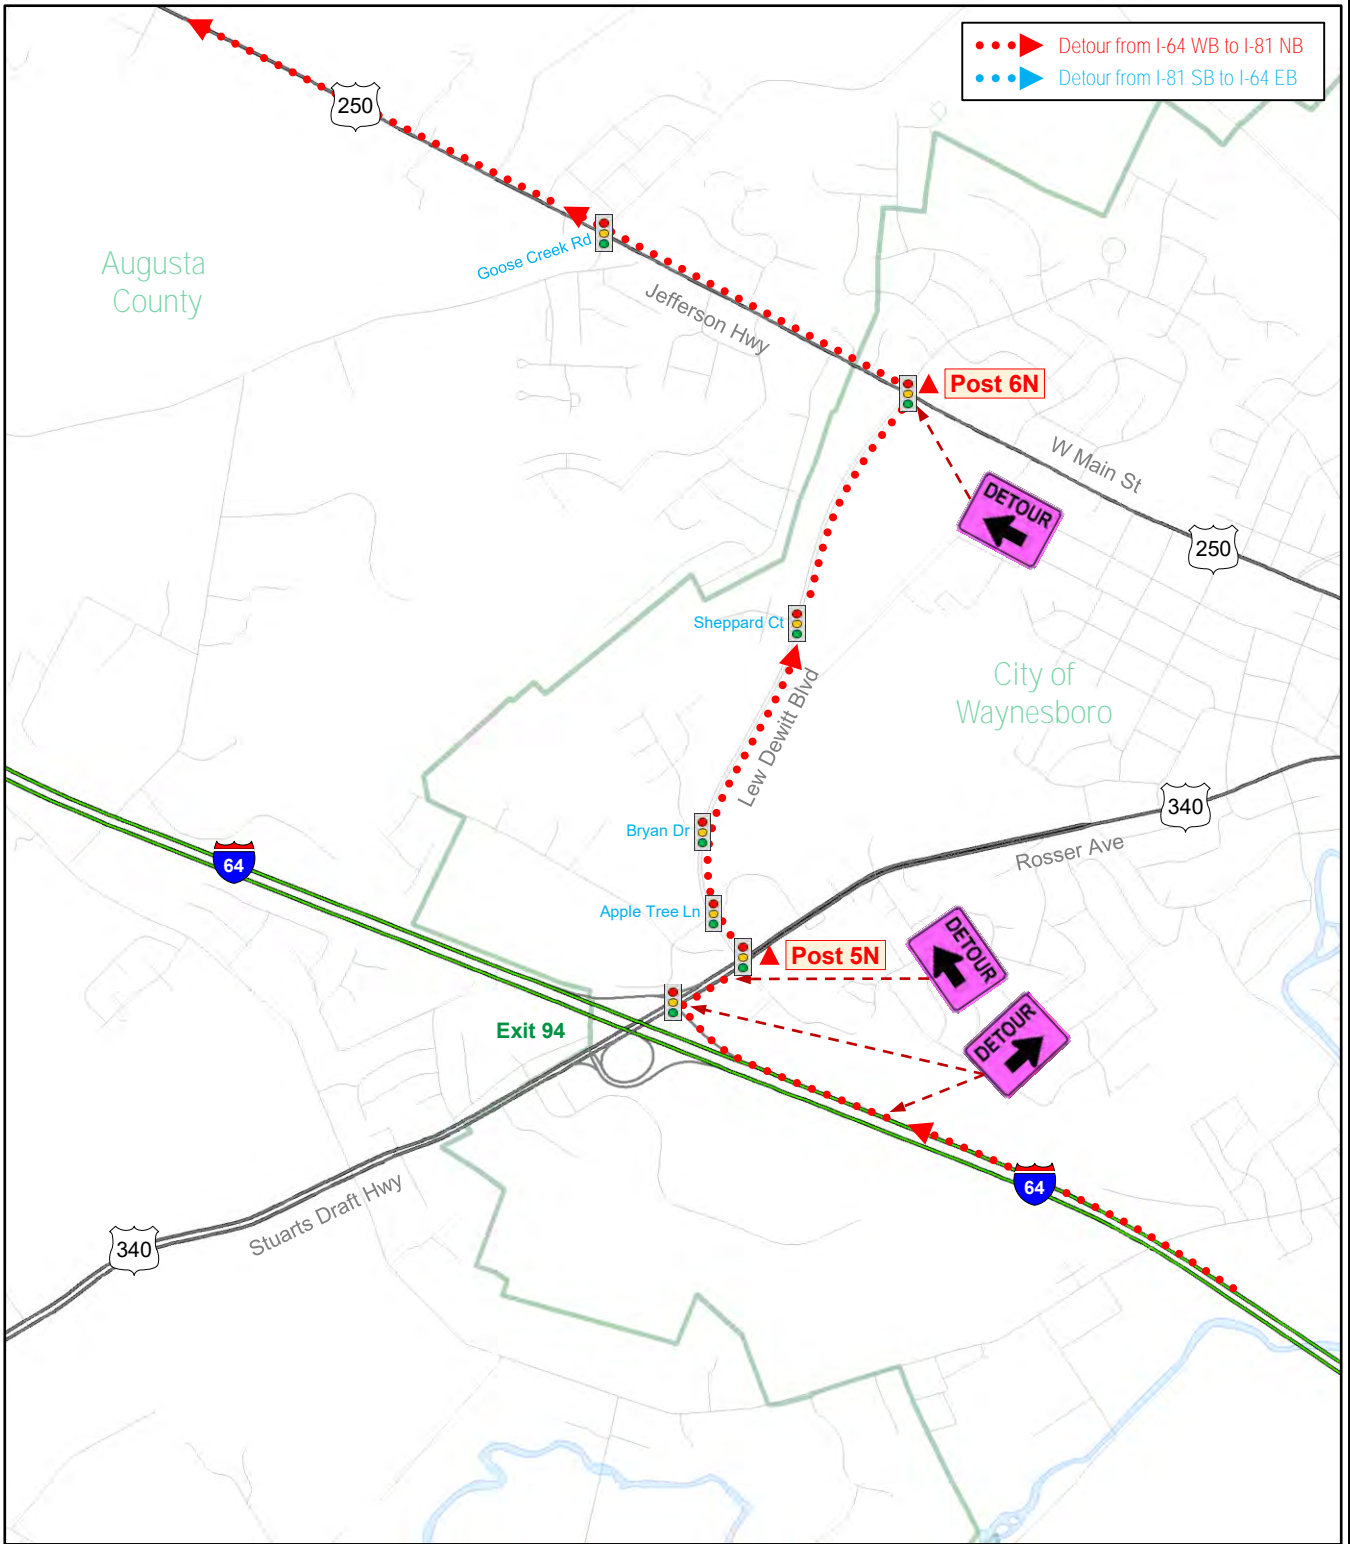 Detour from I-64 WB to I-81 NB
Detour from I-81 SB to I-64 EB
250
Goose Creek Rd
Augusta
County
Jefferson Hwy
Post 6N
W Main St
DETOUR
250
Sheppard Ct
City of
Waynesboro
Lew Dewitt Blvd
340
Bryan Dr
Rosser Ave
64
Apple Tree Ln
Post 5N
DETOUR
Exit 94
DETOUR
64
Stuarts Draft Hwy
340